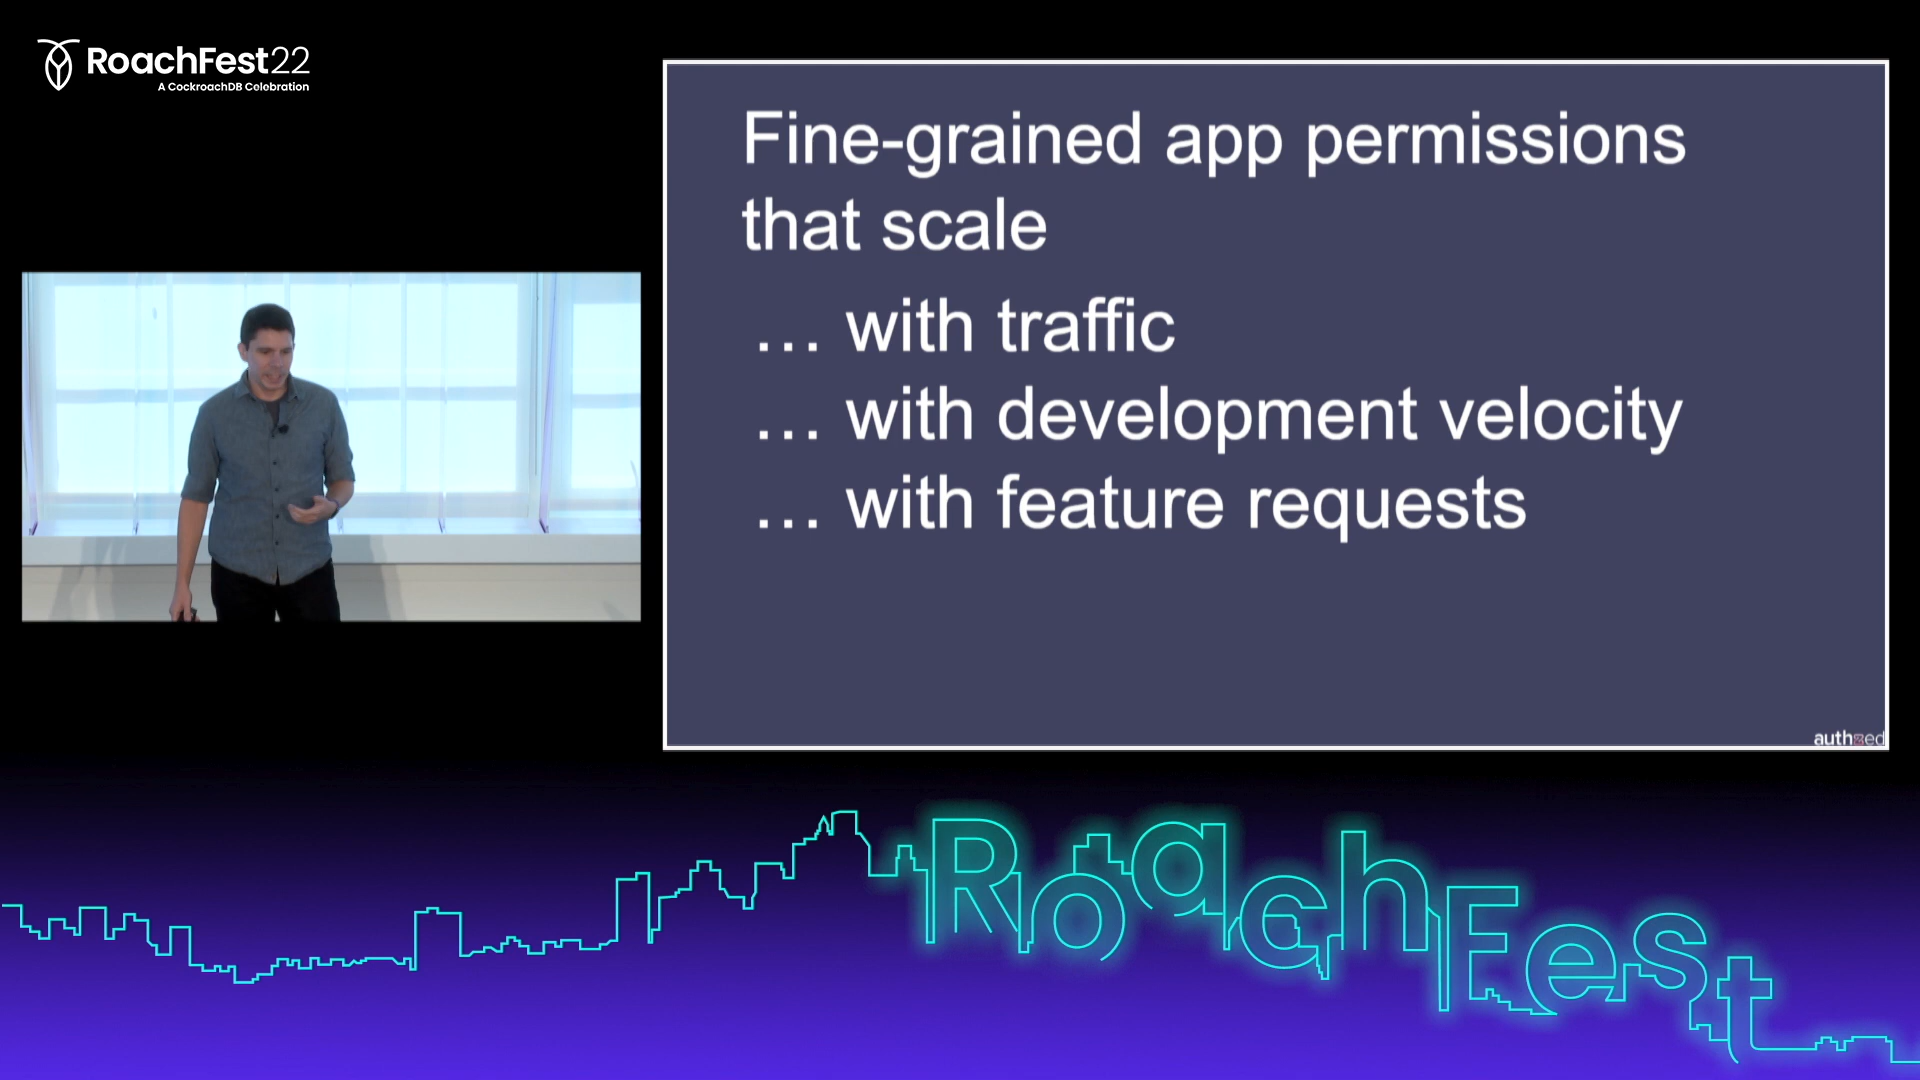 RoachFest22
A CockroachDB Celebration
Fine-grained app permissions
that scale
… with traffic
… with development velocity
… with feature requests
authzed
RoachFest